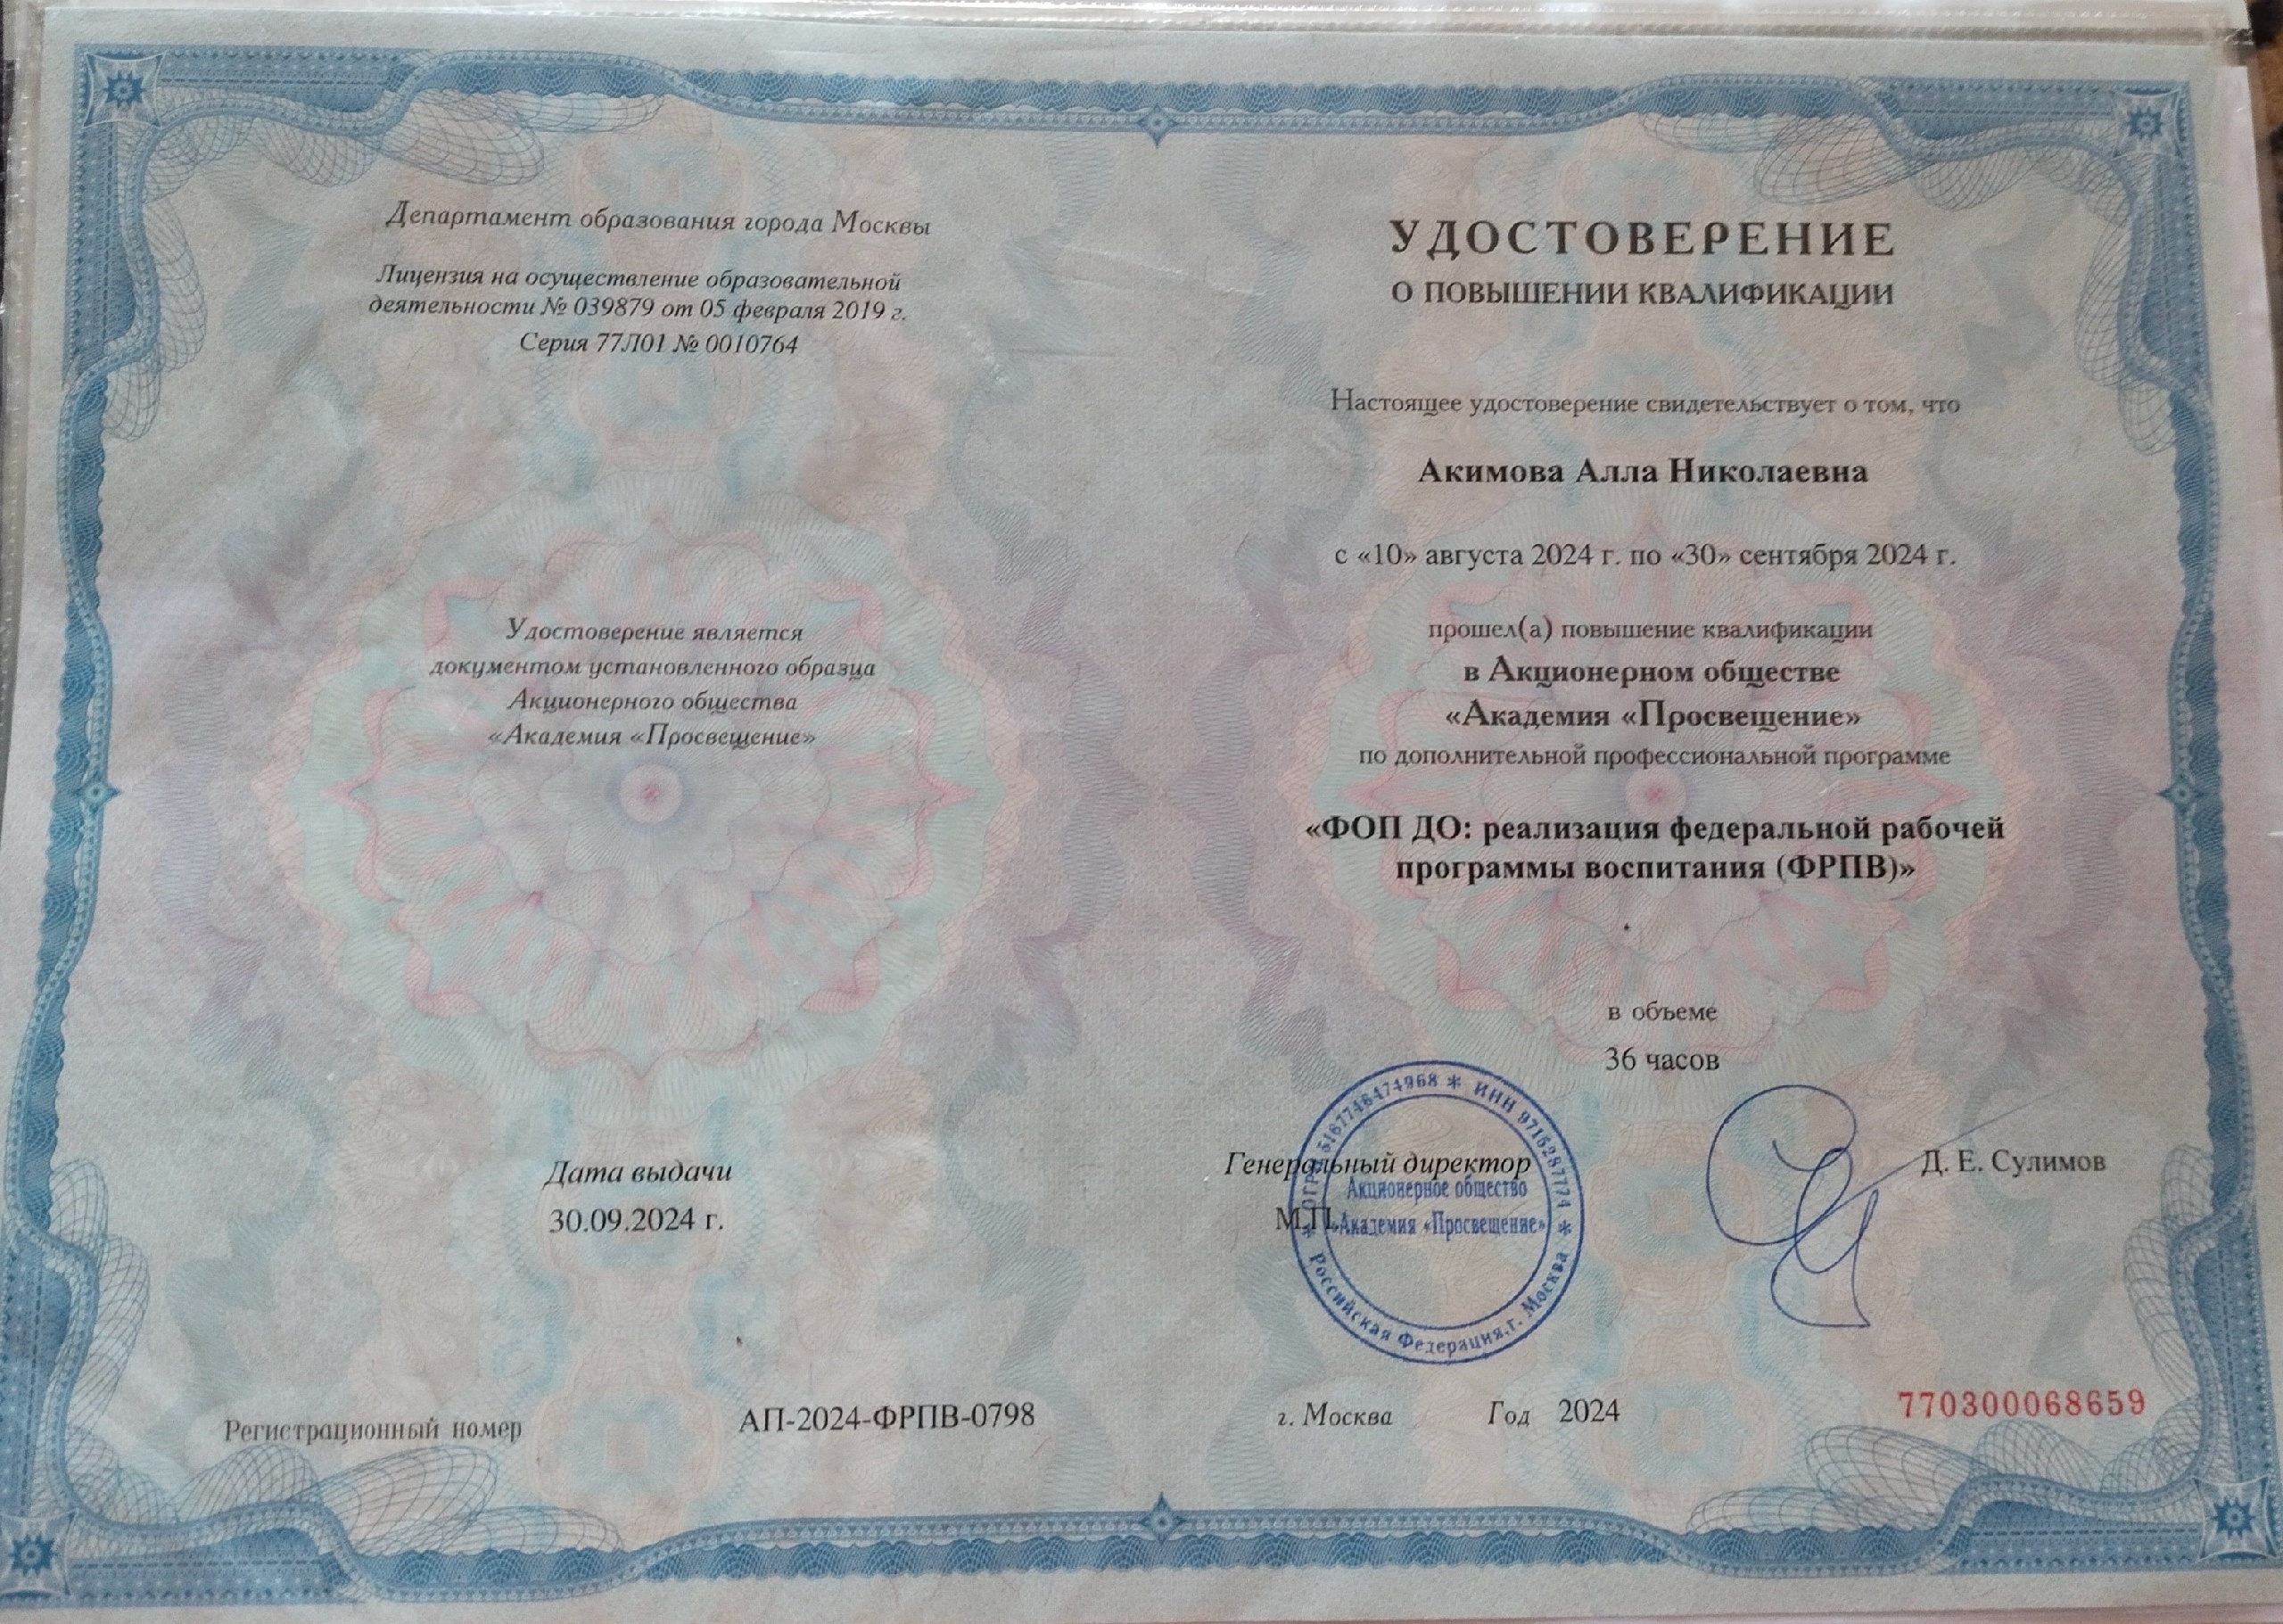 Департамент образования города Москвы
Лицензия на осуществление образовательной
деятельности № 039879 от 05 февраля 2019 г.
Серия 77Л01 № 0010764
Удостоверение является
документом установленного образца
Акционерного общества
«Академия «Просвещение»
Дата выдачи
30.09.2024 г.
Регистрационный номер АП-2024-ФРПВ-0798
УДОСТОВЕРЕНИЕ
О ПОВЫШЕНИИ КВАЛИФИКАЦИИ
Настоящее удостоверение свидетельствует о том, что
Акимова Алла Николаевна
с «10» августа 2024 г. по «30» сентября 2024 г.
прошел(а) повышение квалификации
в Акционерном обществе
«Академия «Просвещение»
по дополнительной профессиональной программе
«ФОП ДО: реализация федеральной рабочей
программы воспитания (ФРПВ)»
в объеме
36 часов
Генеральный директор Д. Е. Сулимов
М.П.
ОГРН 5167746474968 * ИНН 9715287774 *
Акционерное общество
«Академия «Просвещение»
* Российская Федерация, г. Москва *
г. Москва Год 2024
770300068659